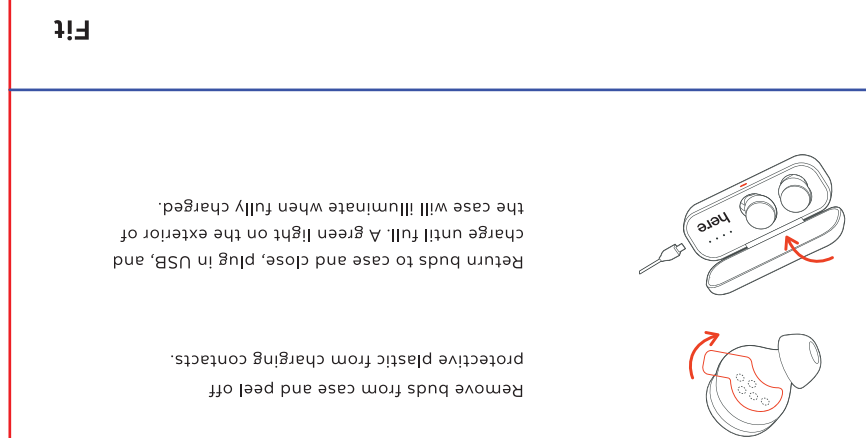 Remove buds from case and peel off
protective plastic from charging contacts.
Return buds to case and close, plug in USB, and
charge until full. A green light on the exterior of
the case will illuminate when fully charged.
here
Fit